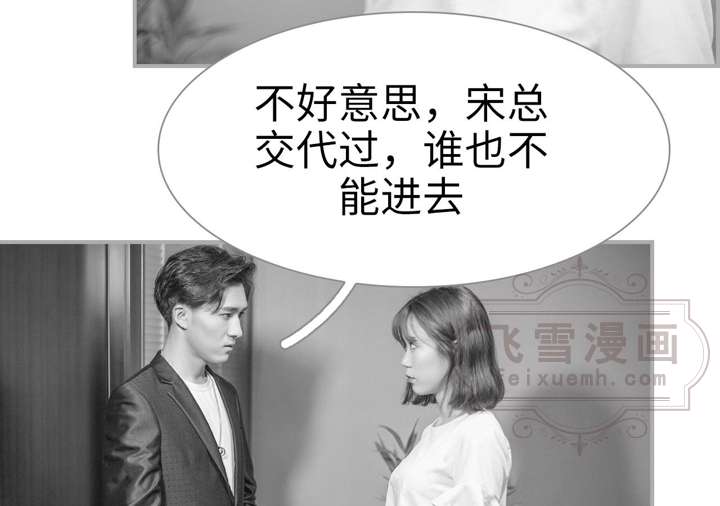 不好意思，宋总
交代过，谁也不
能进去
飞雪漫画
feixuemh.com